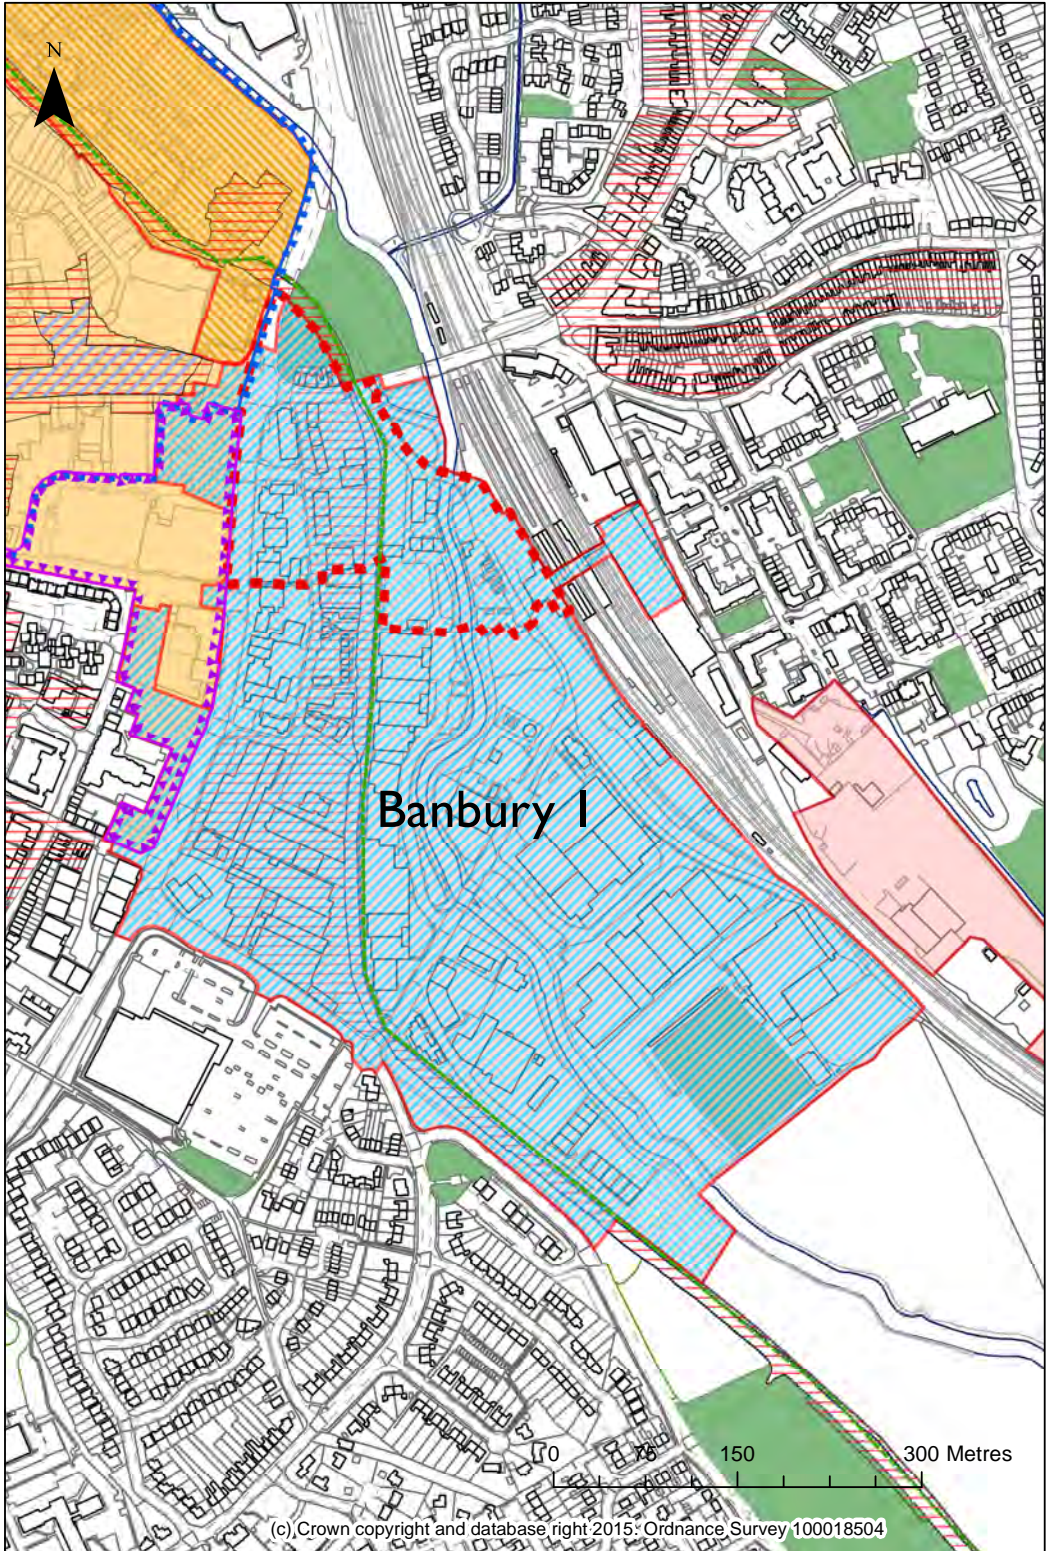 N
Banbury 1
0 75 150 300 Metres
(c) Crown copyright and database right 2015. Ordnance Survey 100018504